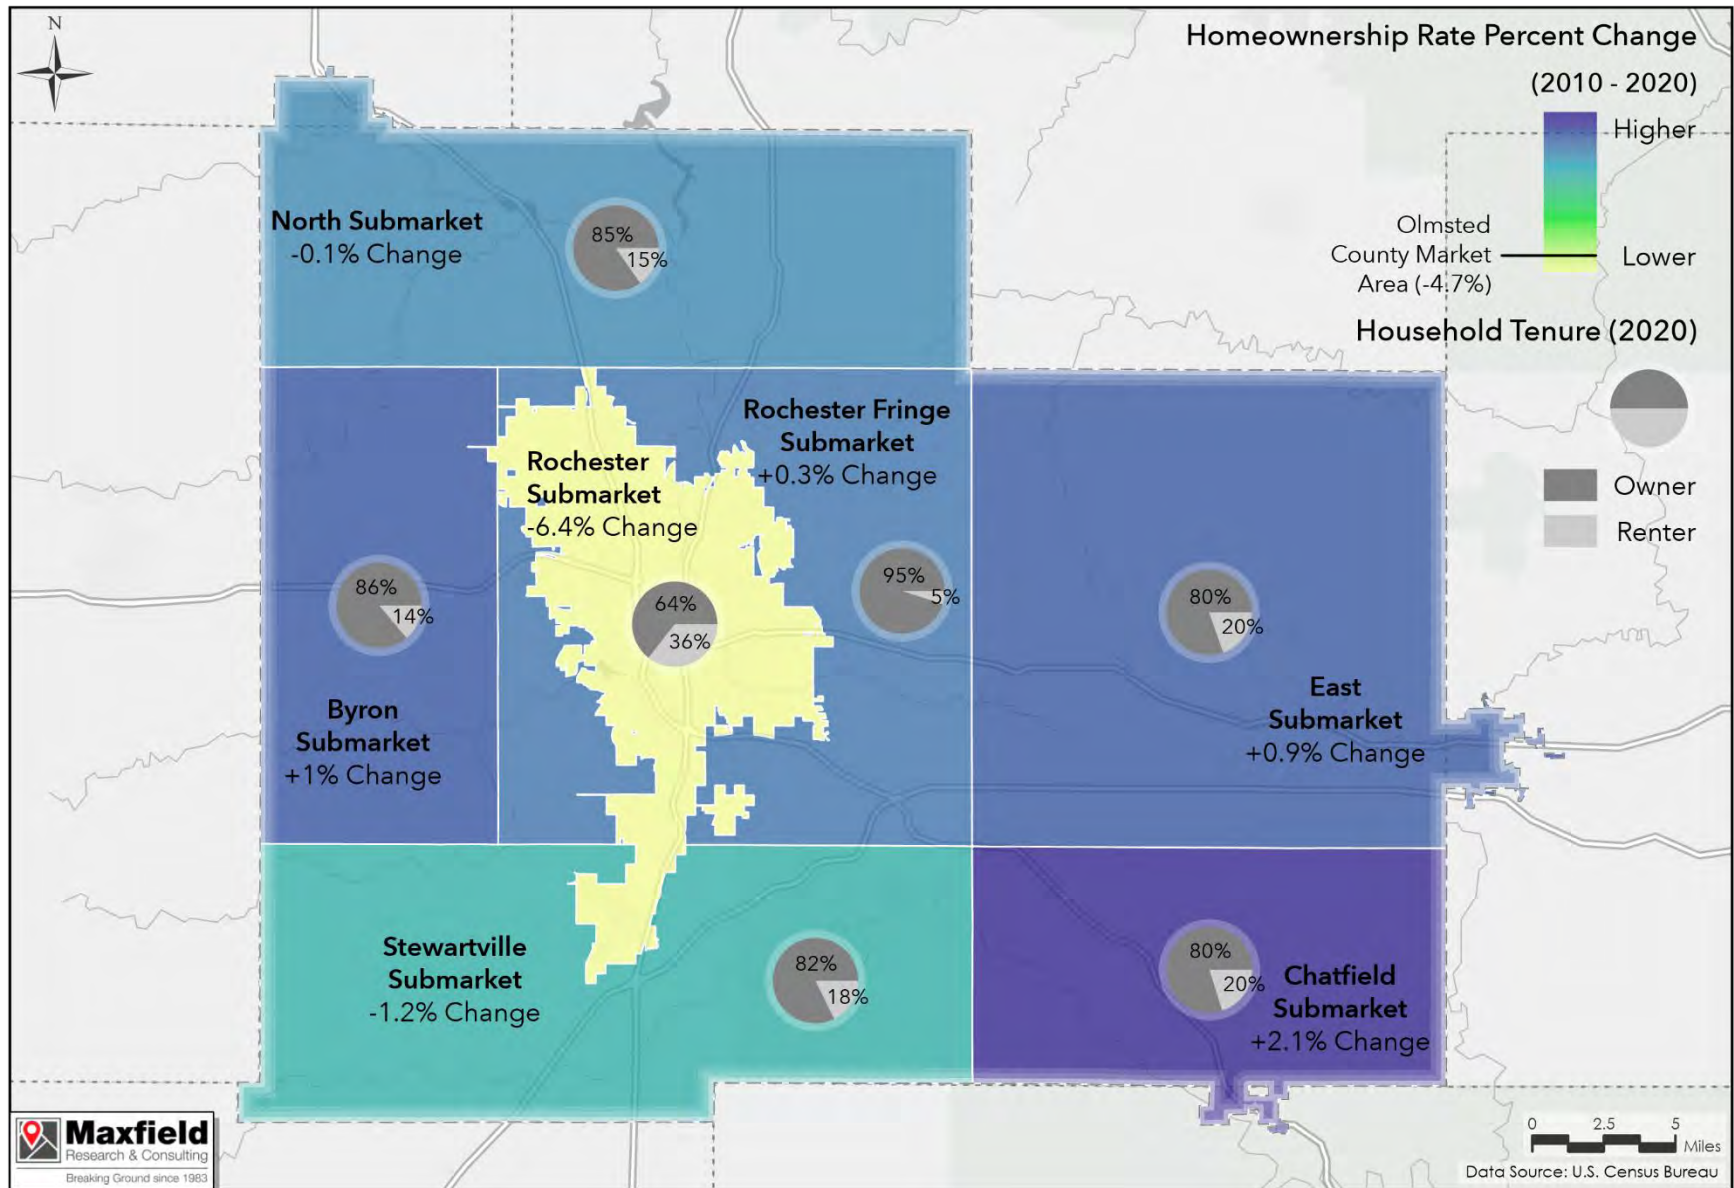 N
Homeownership Rate Percent Change
(2010 - 2020)
Higher
Olmsted
County Market
Area (-4.7%)
Lower
Household Tenure (2020)
Owner
Renter
North Submarket
-0.1% Change
85%
15%
Rochester Fringe
Submarket
+0.3% Change
95%
5%
Rochester
Submarket
-6.4% Change
64%
36%
86%
14%
Byron
Submarket
+1% Change
80%
20%
East
Submarket
+0.9% Change
Stewartville
Submarket
-1.2% Change
82%
18%
80%
20%
Chatfield
Submarket
+2.1% Change
Maxfield
Research & Consulting
Breaking Ground since 1983
0 2.5 5
Miles
Data Source: U.S. Census Bureau